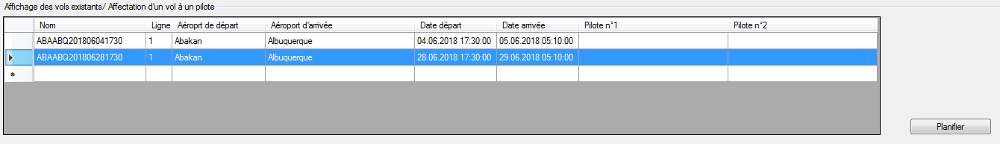 Affichage des vols existants/ Affectation d'un vol à un pilote
Nom Ligne Aéroprt de départ Aéroport d'arrivée Date départ Date arrivée Pilote n°1 Pilote n°2
ABAABQ201806041730 1 Abakan Albuquerque 04.06.2018 17:30:00 05.06.2018 05:10:00
ABAABQ201806281730 1 Abakan Albuquerque 28.06.2018 17:30:00 29.06.2018 05:10:00
Planifier